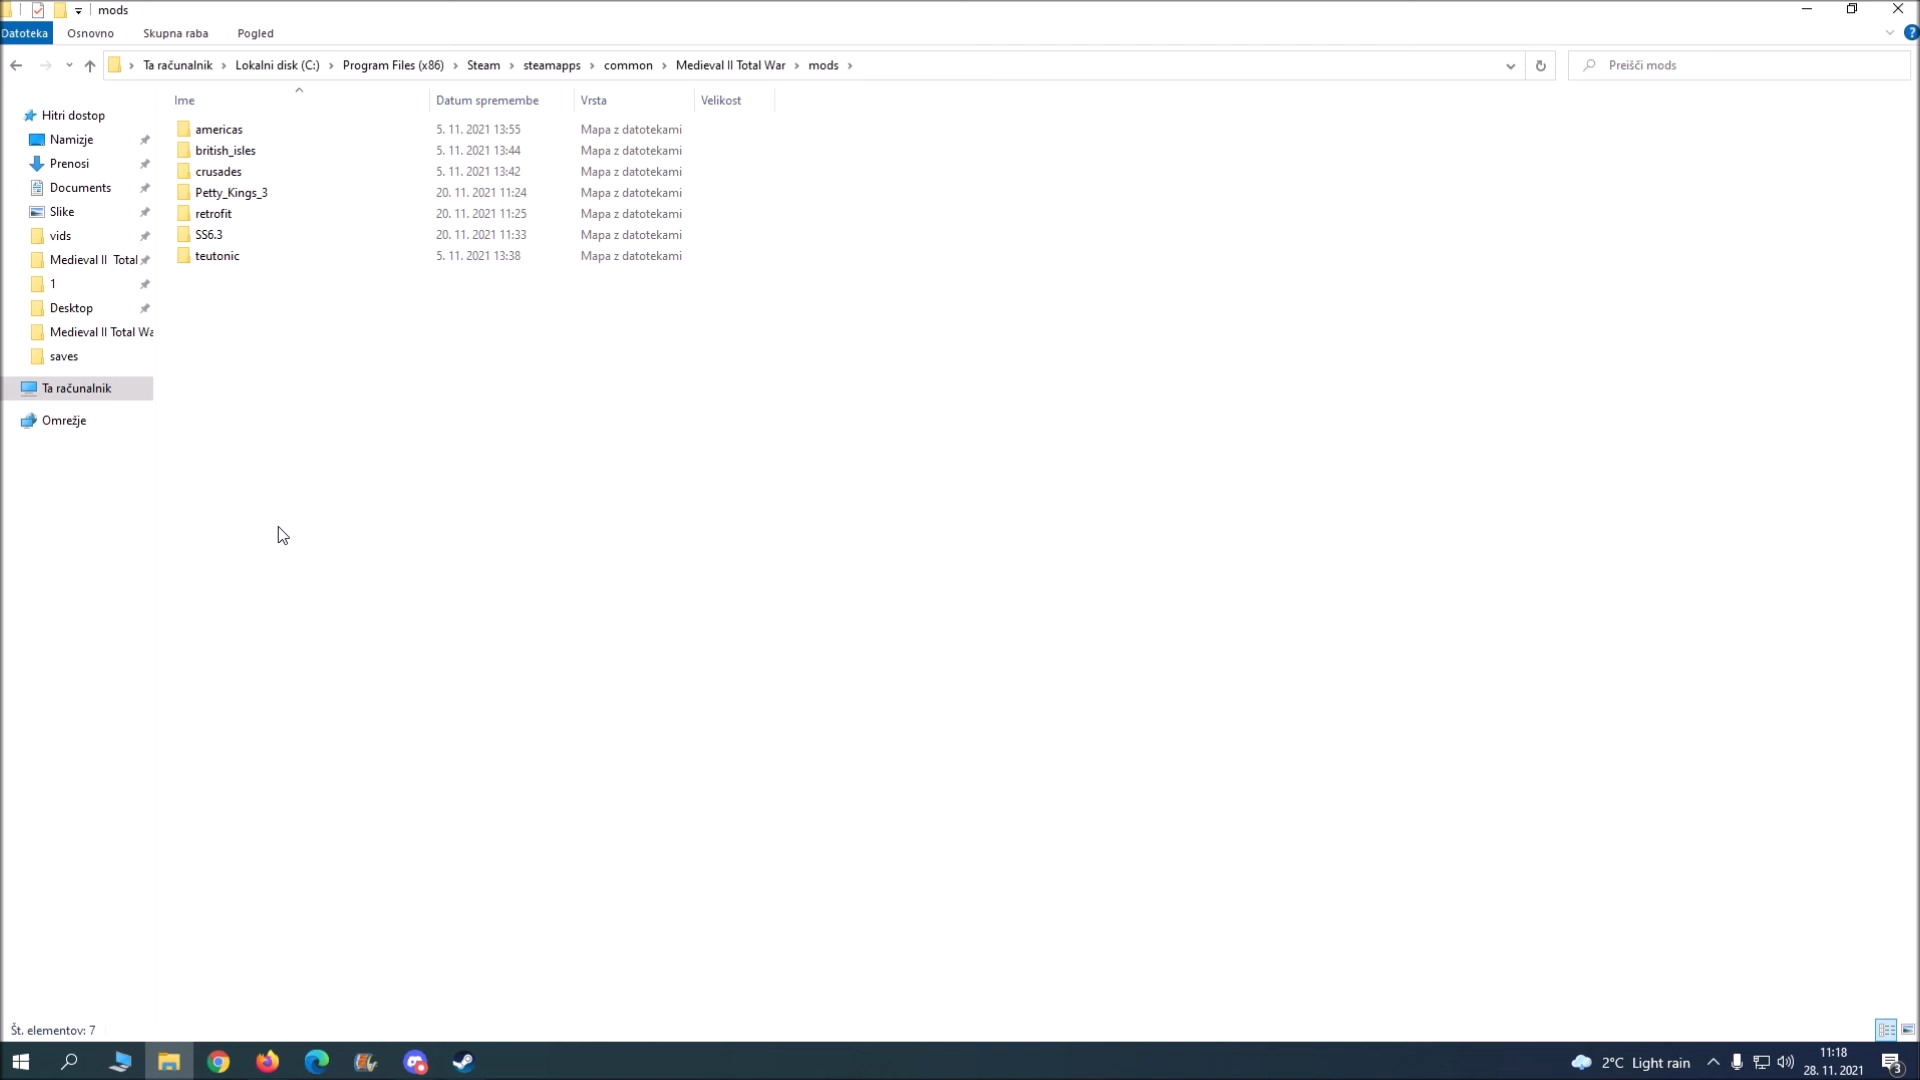 mods
Datoteka Osnovno Skupna raba Pogled
Ta računalnik Lokalni disk (C:) Program Files (x86) Steam steamapps common Medieval II Total War mods Preišči mods
Ime Datum spremembe Vrsta Velikost
americas 5. 11. 2021 13:55 Mapa z datotekami
british_isles 5. 11. 2021 13:44 Mapa z datotekami
crusades 5. 11. 2021 13:42 Mapa z datotekami
Petty_Kings_3 20. 11. 2021 11:24 Mapa z datotekami
retrofit 20. 11. 2021 11:25 Mapa z datotekami
SS6.3 20. 11. 2021 11:33 Mapa z datotekami
teutonic 5. 11. 2021 13:38 Mapa z datotekami
Hitri dostop
Namizje
Prenosi
Documents
Slike
vids
Medieval II Total
1
Desktop
Medieval II Total Wa
saves
Ta računalnik
Omrežje
Št. elementov: 7
2°C Light rain
11:18
28. 11. 2021
3